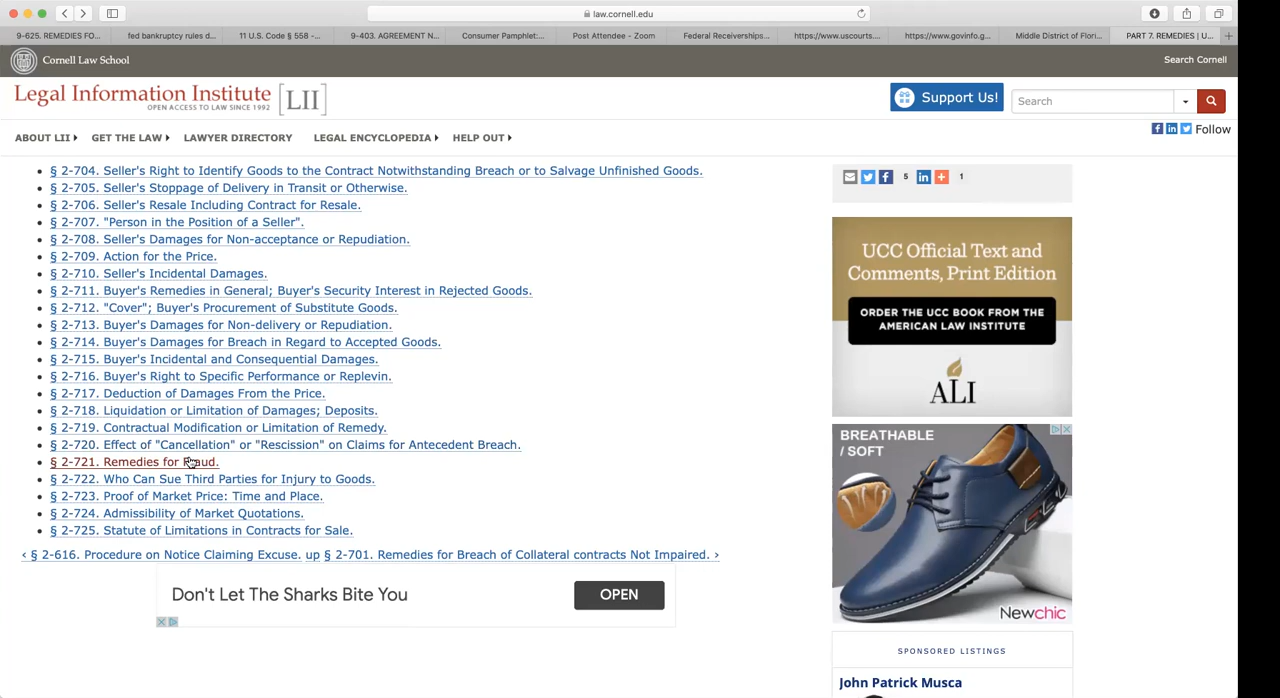 law.cornell.edu
9-625. REMEDIES FO...
fed bankruptcy rules d...
11 U.S. Code § 558 -...
9-403. AGREEMENT N...
Consumer Pamphlet:...
Post Attendee - Zoom
Federal Receiverships...
https://www.uscourts....
https://www.govinfo.g...
Middle District of Flori...
PART 7. REMEDIES | U...
Cornell Law School
Search Cornell
Legal Information Institute [LII]
OPEN ACCESS TO LAW SINCE 1992
Support Us!
Search
ABOUT LII
GET THE LAW
LAWYER DIRECTORY
LEGAL ENCYCLOPEDIA
HELP OUT
Follow
§ 2-704. Seller's Right to Identify Goods to the Contract Notwithstanding Breach or to Salvage Unfinished Goods.
§ 2-705. Seller's Stoppage of Delivery in Transit or Otherwise.
§ 2-706. Seller's Resale Including Contract for Resale.
§ 2-707. "Person in the Position of a Seller".
§ 2-708. Seller's Damages for Non-acceptance or Repudiation.
§ 2-709. Action for the Price.
§ 2-710. Seller's Incidental Damages.
§ 2-711. Buyer's Remedies in General; Buyer's Security Interest in Rejected Goods.
§ 2-712. "Cover"; Buyer's Procurement of Substitute Goods.
§ 2-713. Buyer's Damages for Non-delivery or Repudiation.
§ 2-714. Buyer's Damages for Breach in Regard to Accepted Goods.
§ 2-715. Buyer's Incidental and Consequential Damages.
§ 2-716. Buyer's Right to Specific Performance or Replevin.
§ 2-717. Deduction of Damages From the Price.
§ 2-718. Liquidation or Limitation of Damages; Deposits.
§ 2-719. Contractual Modification or Limitation of Remedy.
§ 2-720. Effect of "Cancellation" or "Rescission" on Claims for Antecedent Breach.
§ 2-721. Remedies for Fraud.
§ 2-722. Who Can Sue Third Parties for Injury to Goods.
§ 2-723. Proof of Market Price: Time and Place.
§ 2-724. Admissibility of Market Quotations.
§ 2-725. Statute of Limitations in Contracts for Sale.
‹ § 2-616. Procedure on Notice Claiming Excuse. up § 2-701. Remedies for Breach of Collateral contracts Not Impaired. ›
Don't Let The Sharks Bite You
OPEN
5
1
UCC Official Text and
Comments, Print Edition
ORDER THE UCC BOOK FROM THE
AMERICAN LAW INSTITUTE
ALI
BREATHABLE
/ SOFT
Newchic
SPONSORED LISTINGS
John Patrick Musca